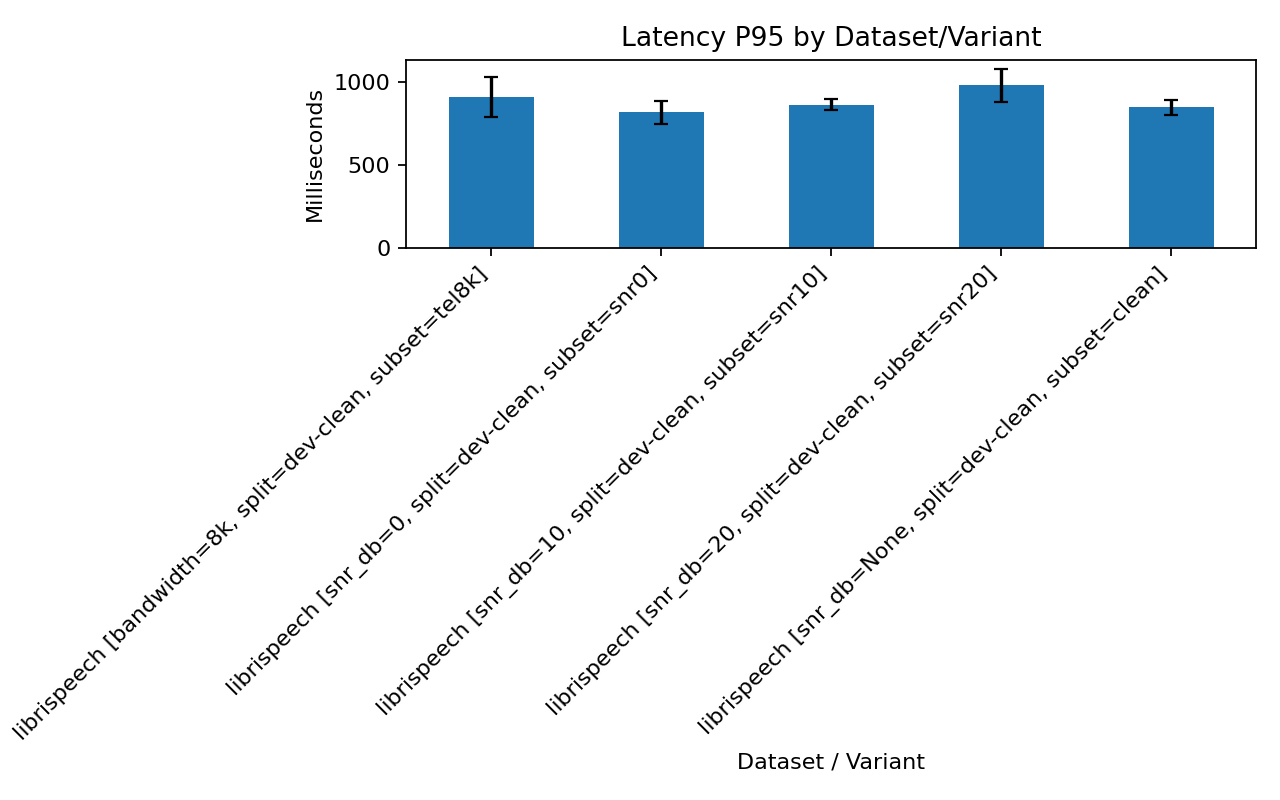 Latency P95 by Dataset/Variant
Milliseconds
1000
500
0
librispeech [bandwidth=8k, split=dev-clean, subset=tel8k]
librispeech [snr_db=0, split=dev-clean, subset=snr0]
librispeech [snr_db=10, split=dev-clean, subset=snr10]
librispeech [snr_db=20, split=dev-clean, subset=snr20]
librispeech [snr_db=None, split=dev-clean, subset=clean]
Dataset / Variant